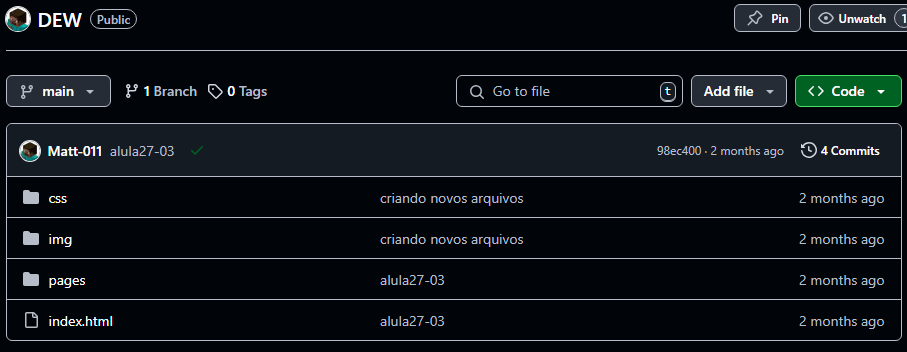 DEW Public Pin Unwatch 1
main 1 Branch 0 Tags Go to file t Add file Code
Matt-011 alula27-03 98ec400 · 2 months ago 4 Commits
css criando novos arquivos 2 months ago
img criando novos arquivos 2 months ago
pages alula27-03 2 months ago
index.html alula27-03 2 months ago